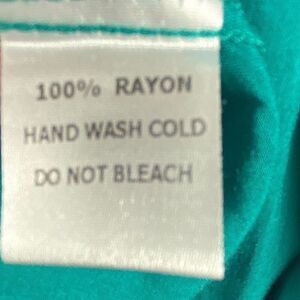 100% RAYON
HAND WASH COLD
DO NOT BLEACH